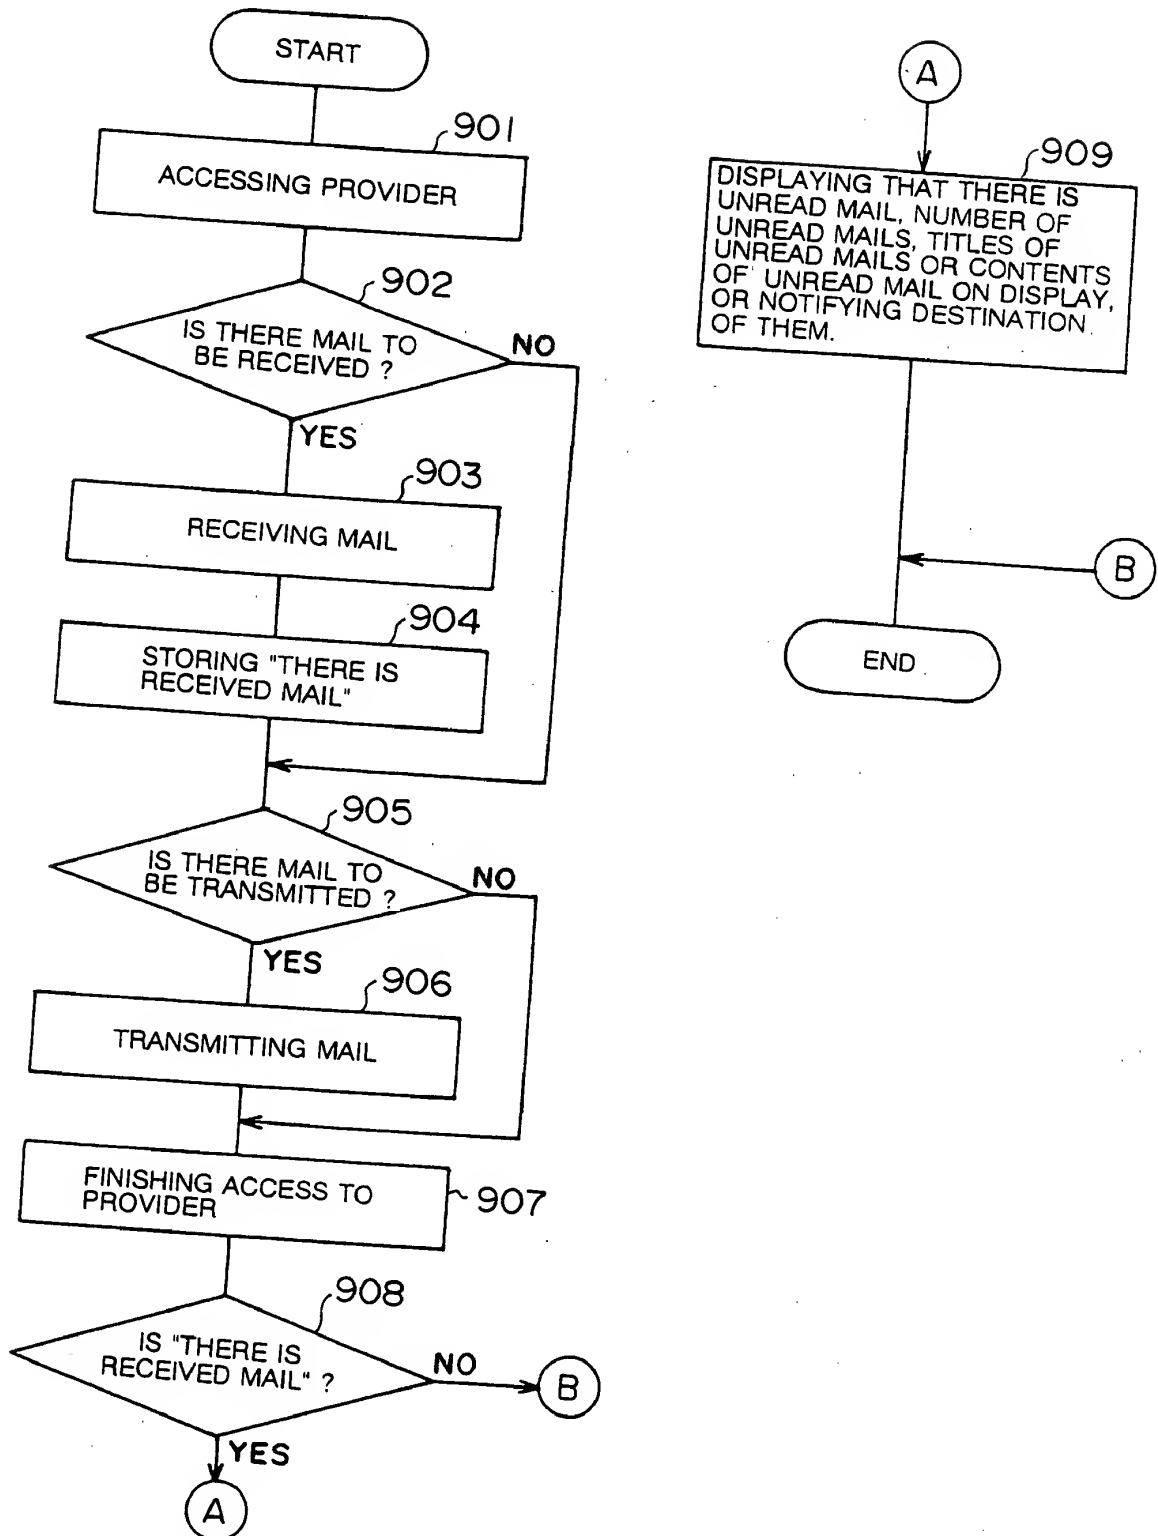 START
901
ACCESSING PROVIDER
902
IS THERE MAIL TO
BE RECEIVED ?
NO
YES
903
RECEIVING MAIL
904
STORING "THERE IS
RECEIVED MAIL"
905
IS THERE MAIL TO
BE TRANSMITTED ?
NO
YES
906
TRANSMITTING MAIL
FINISHING ACCESS TO
PROVIDER
907
908
IS "THERE IS
RECEIVED MAIL" ?
NO
B
YES
A
A
909
DISPLAYING THAT THERE IS
UNREAD MAIL, NUMBER OF
UNREAD MAILS, TITLES OF
UNREAD MAILS OR CONTENTS
OF UNREAD MAIL ON DISPLAY,
OR NOTIFYING DESTINATION
OF THEM.
B
END